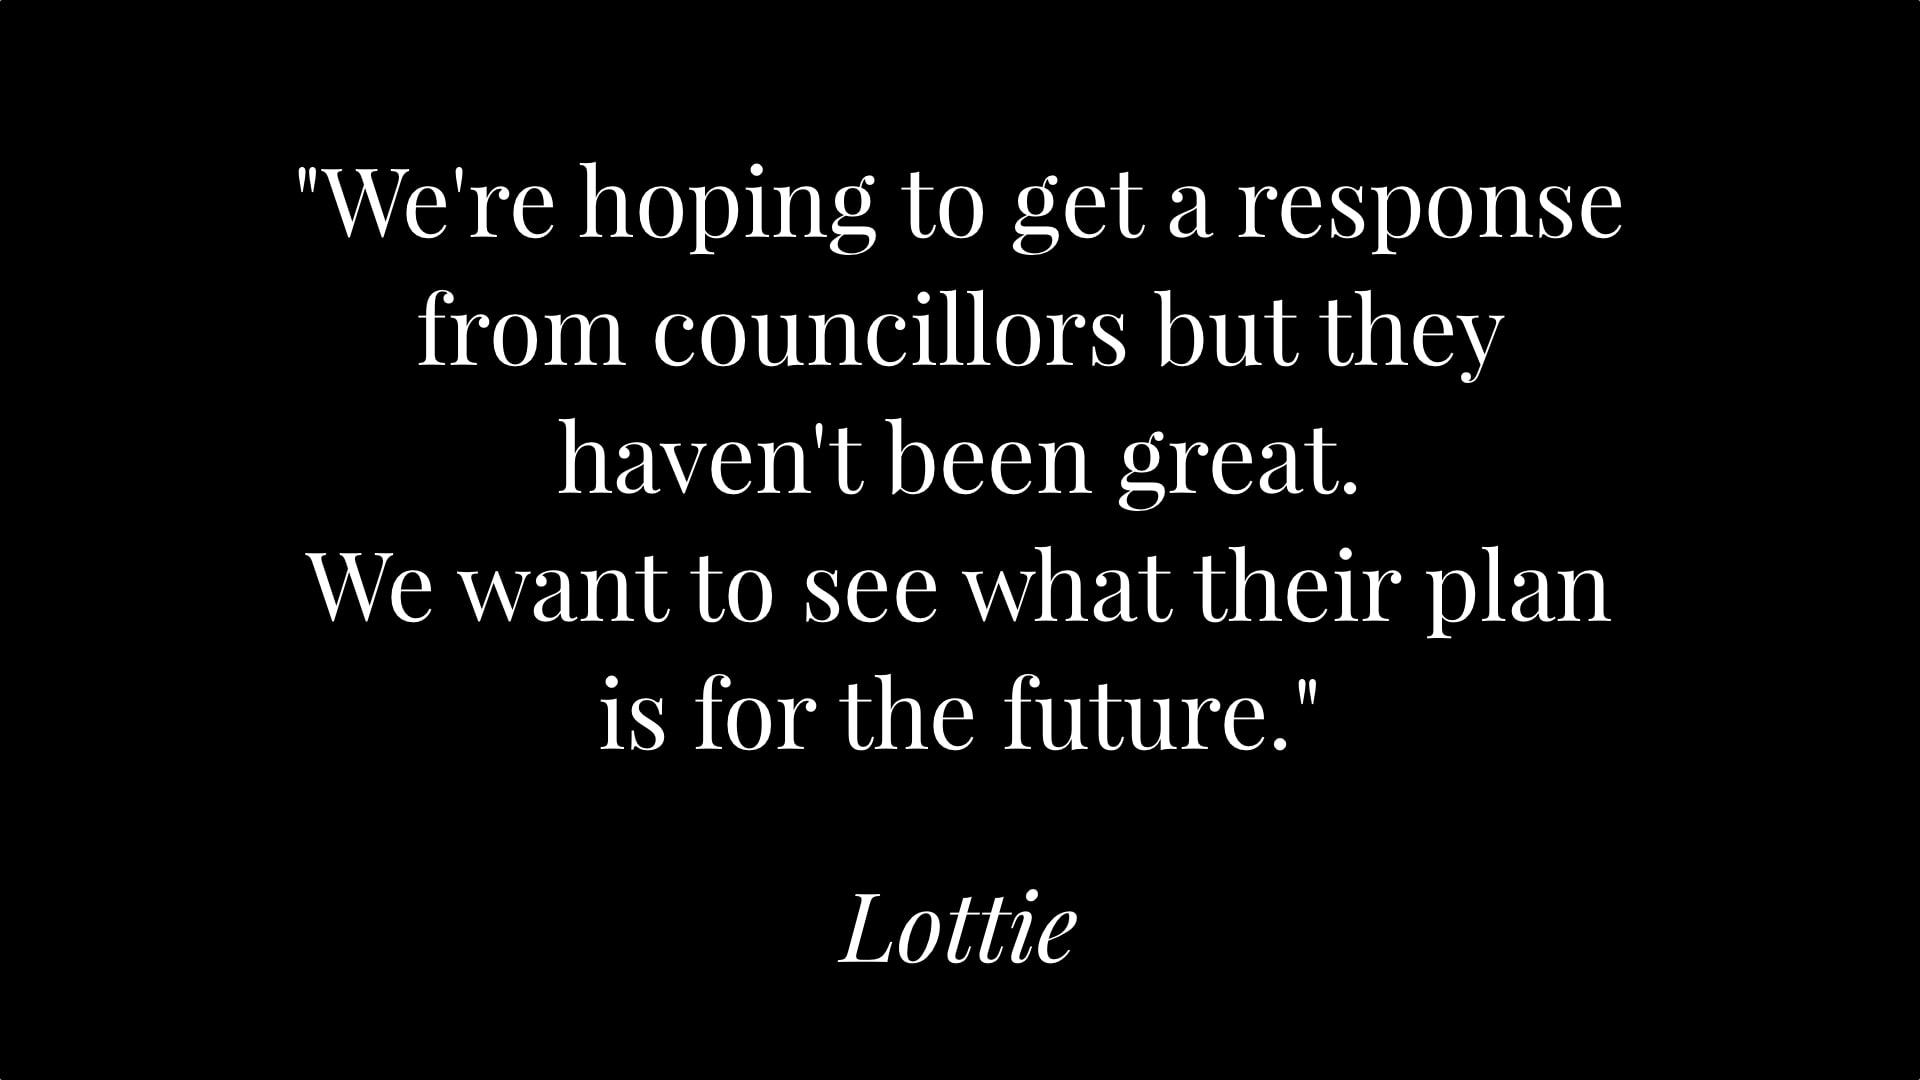 "We're hoping to get a response
from councillors but they
haven't been great.
We want to see what their plan
is for the future."
Lottie